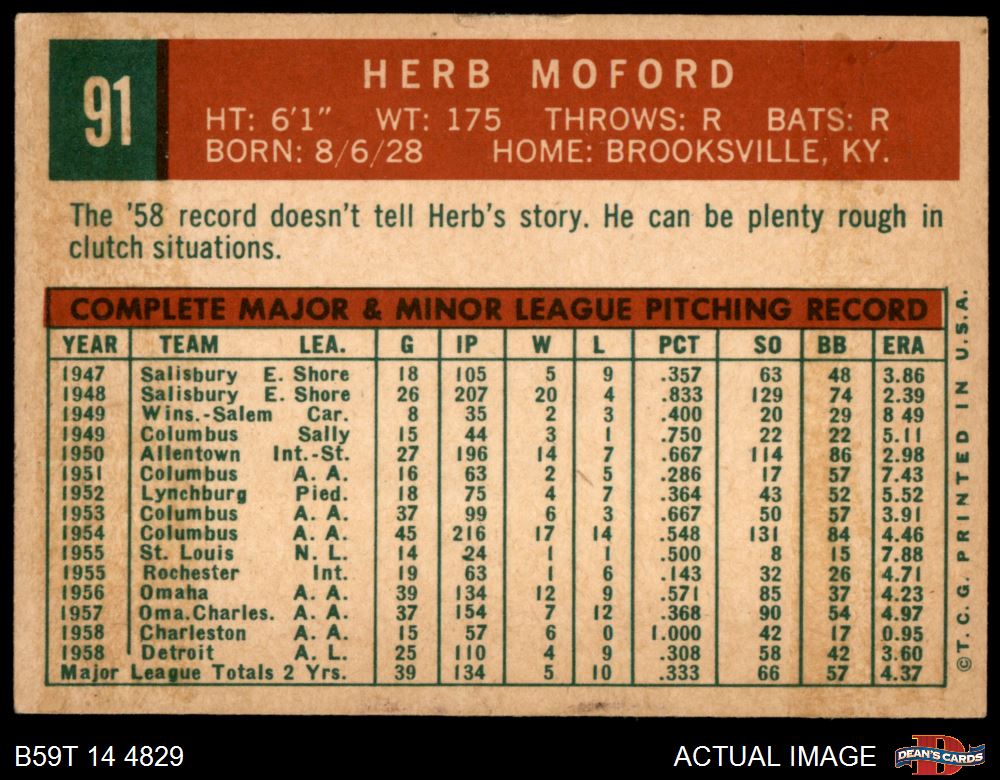 91
HERB MOFORD
HT: 6'1" WT: 175 THROWS: R BATS: R
BORN: 8/6/28 HOME: BROOKSVILLE, KY.
The '58 record doesn't tell Herb's story. He can be plenty rough in
clutch situations.
COMPLETE MAJOR & MINOR LEAGUE PITCHING RECORD
YEAR TEAM LEA. G IP W L PCT SO BB ERA
1947 Salisbury E. Shore 18 105 5 9 .357 63 48 3.86
1948 Salisbury E. Shore 26 207 20 4 .833 129 74 2.39
1949 Wins.-Salem Car. 8 35 2 3 .400 20 29 8 49
1949 Columbus Sally 15 44 3 1 .750 22 22 5.11
1950 Allentown Int.-St. 27 196 14 7 .667 114 86 2.98
1951 Columbus A. A. 16 63 2 5 .286 17 57 7.43
1952 Lynchburg Pied. 18 75 4 7 .364 43 52 5.52
1953 Columbus A. A. 37 99 6 3 .667 50 57 3.91
1954 Columbus A. A. 45 216 17 14 .548 131 84 4.46
1955 St. Louis N. L. 14 24 1 1 .500 8 15 7.88
1955 Rochester Int. 19 63 1 6 .143 32 26 4.71
1956 Omaha A. A. 39 134 12 9 .571 85 37 4.23
1957 Oma.Charles. A. A. 37 154 7 12 .368 90 54 4.97
1958 Charleston A. A. 15 57 6 0 1.000 42 17 0.95
1958 Detroit A. L. 25 110 4 9 .308 58 42 3.60
Major League Totals 2 Yrs. 39 134 5 10 .333 66 57 4.37
©T. C. G. PRINTED IN U.S.A.
B59T 14 4829
ACTUAL IMAGE
DEAN'S CARDS